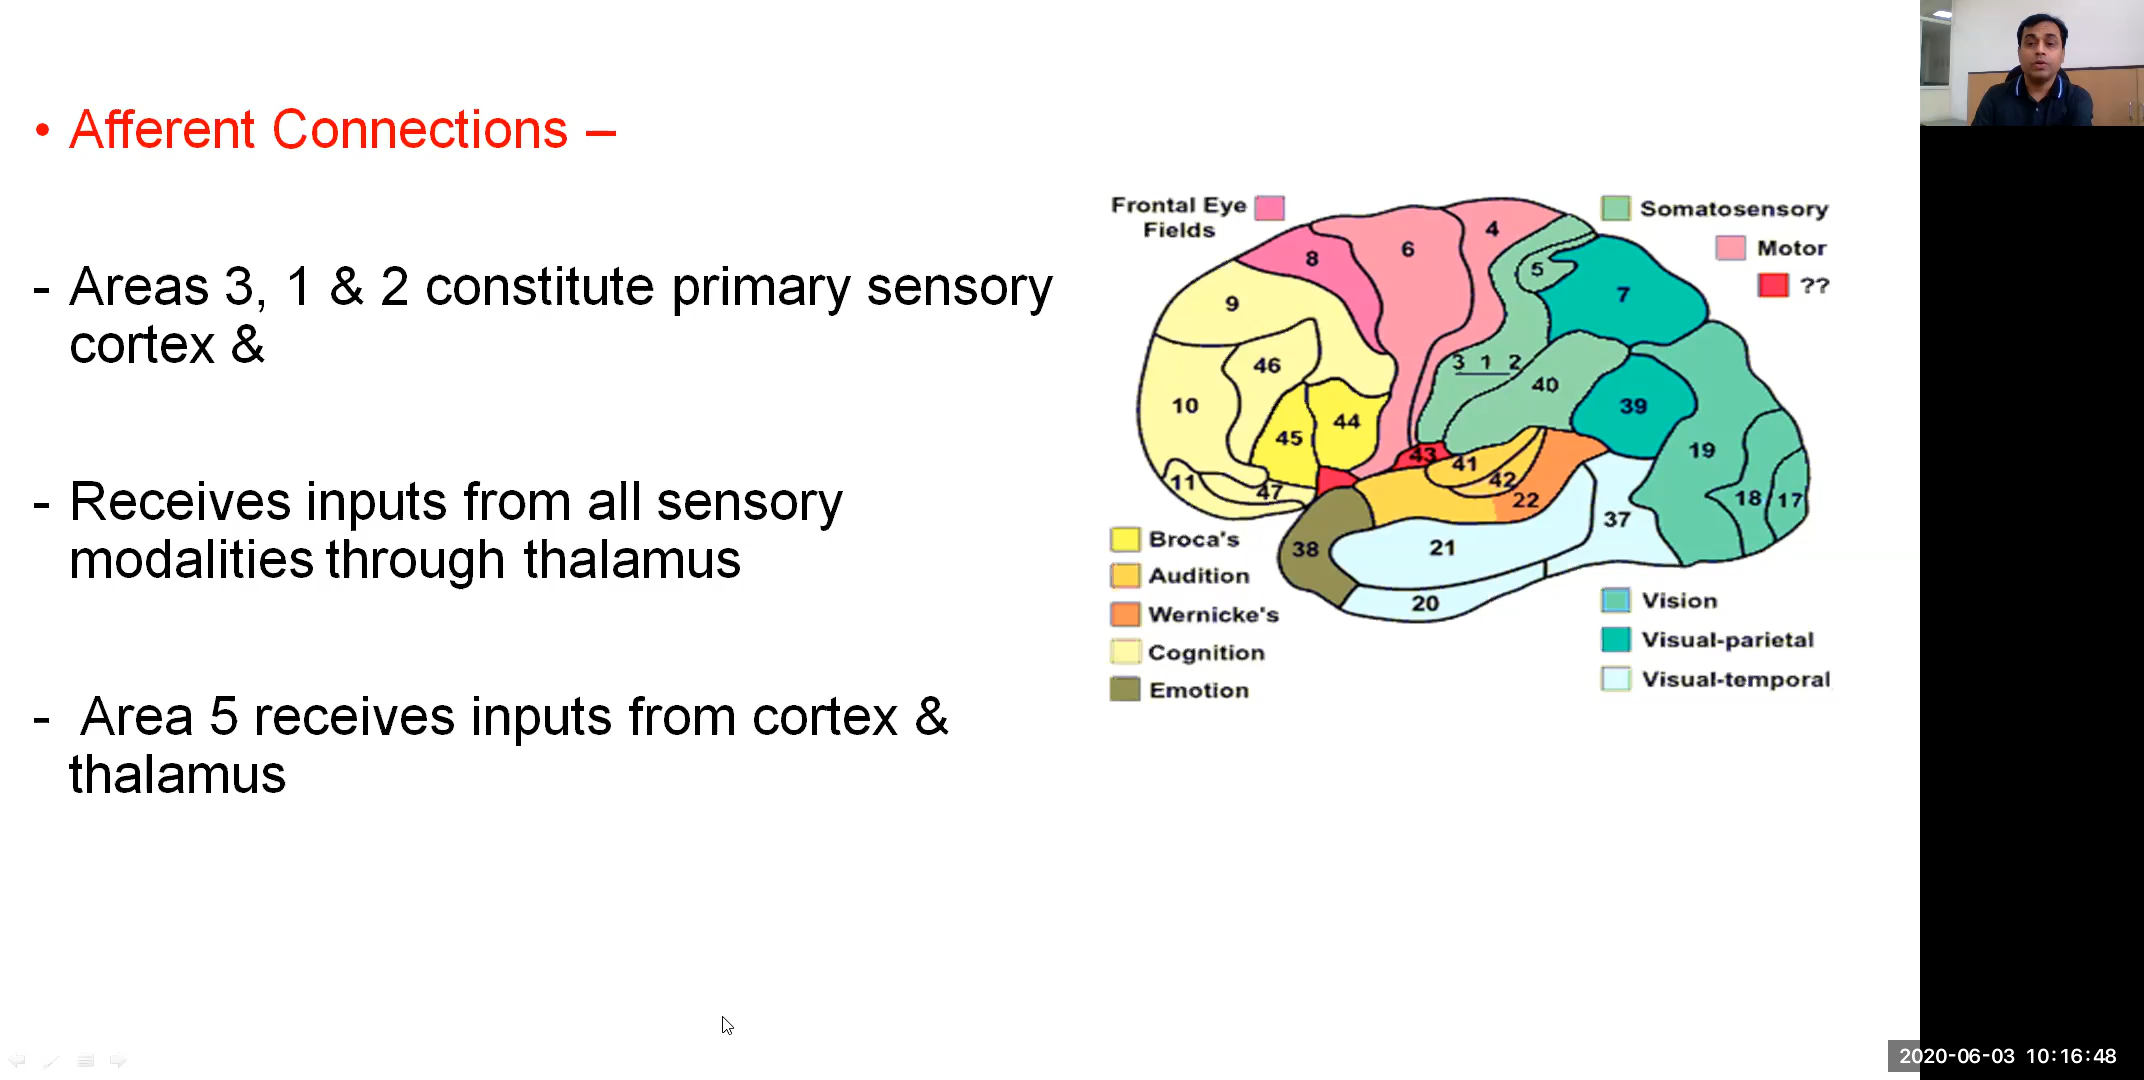 • Afferent Connections –
- Areas 3, 1 & 2 constitute primary sensory
cortex &
- Receives inputs from all sensory
modalities through thalamus
- Area 5 receives inputs from cortex &
thalamus
Frontal Eye
Fields
Somatosensory
Motor
??
4
6
8
5
7
9
3 1 2
46
40
10
39
44
45
19
43
41
42
11
47
22
18
17
37
38
21
20
Broca's
Audition
Wernicke's
Cognition
Emotion
Vision
Visual-parietal
Visual-temporal
2020-06-03 10:16:48